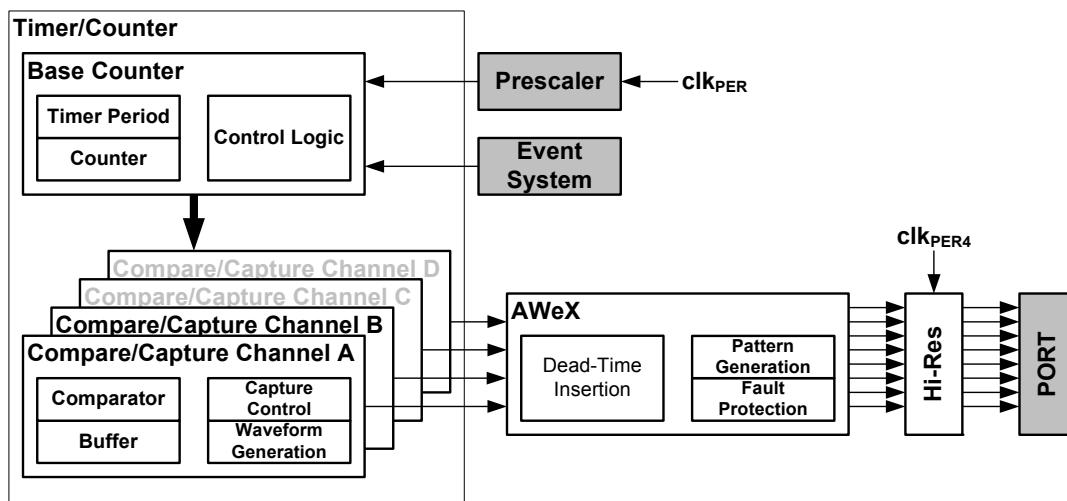 Timer/Counter
Base Counter
Timer Period
Counter
Control Logic
Prescaler
clkPER
Event
System
Compare/Capture Channel D
Compare/Capture Channel C
Compare/Capture Channel B
Compare/Capture Channel A
Comparator
Buffer
Capture
Control
Waveform
Generation
AWeX
Dead-Time
Insertion
Pattern
Generation
Fault
Protection
clkPER4
Hi-Res
PORT